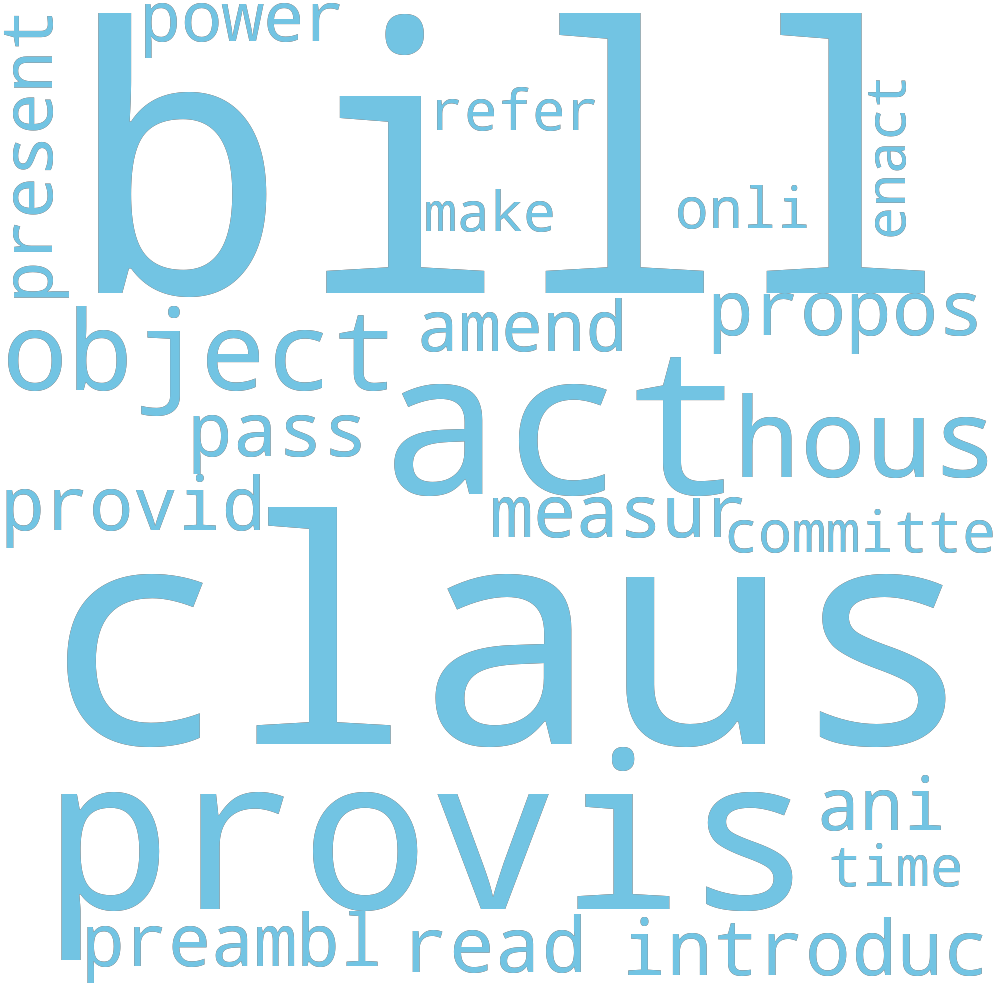 power
present
bill
refer
enact
make
onli
propos
object
amend
act
pass
hous
provid
measur
committe
claus
provis
ani
time
preambl
read
introduc